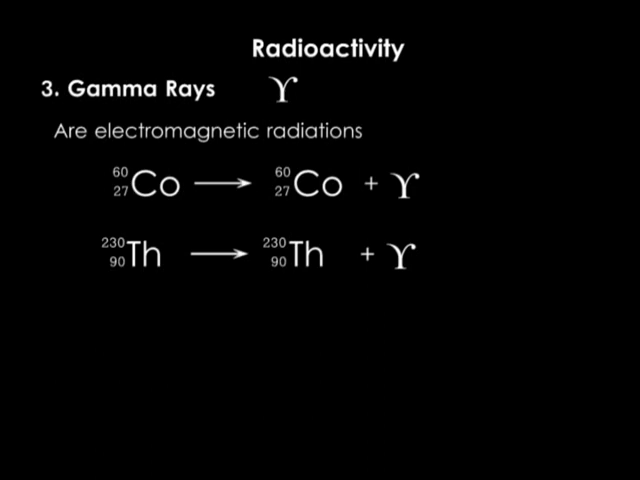 Radioactivity
3. Gamma Rays ϒ
Are electromagnetic radiations
⁶⁰₂₇Co ⟶ ⁶⁰₂₇Co + ϒ
²³⁰₉₀Th ⟶ ²³⁰₉₀Th + ϒ